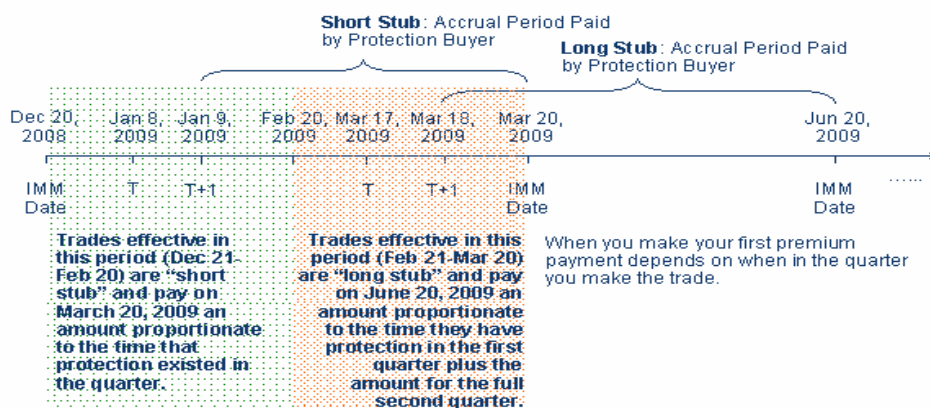 Short Stub: Accrual Period Paid
by Protection Buyer
Long Stub: Accrual Period Paid
by Protection Buyer
Dec 20, Jan 8, Jan 9, Feb 20, Mar 17, Mar 18, Mar 20, Jun 20,
2008 2009 2009 2009 2009 2009 2009 2009
IMM T T+1 T T+1 IMM IMM ......
Date Date Date
Trades effective in
this period (Dec 21-
Feb 20) are “short
stub” and pay on
March 20, 2009 an
amount proportionate
to the time that
protection existed in
the quarter.
Trades effective in this
period (Feb 21-Mar 20)
are “long stub” and pay
on June 20, 2009 an
amount proportionate
to the time they have
protection in the first
quarter plus the
amount for the full
second quarter.
When you make your first premium
payment depends on when in the quarter
you make the trade.